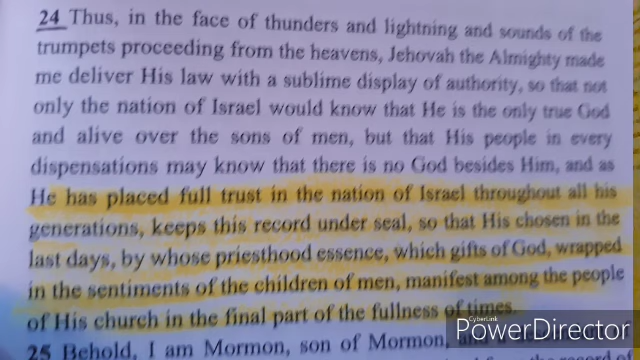 24 Thus, in the face of thunders and lightning and sounds of the
trumpets proceeding from the heavens, Jehovah the Almighty made
me deliver His law with a sublime display of authority, so that not
only the nation of Israel would know that He is the only true God
and alive over the sons of men, but that His people in every
dispensations may know that there is no God besides Him, and as
He has placed full trust in the nation of Israel throughout all his
generations, keeps this record under seal, so that His chosen in the
last days, by whose priesthood essence, which gifts of God, wrapped
in the sentiments of the children of men, manifest among the people
of His church in the final part of the fullness of times.
25 Behold, I am Mormon, son of Mormon,
CyberLink
PowerDirector